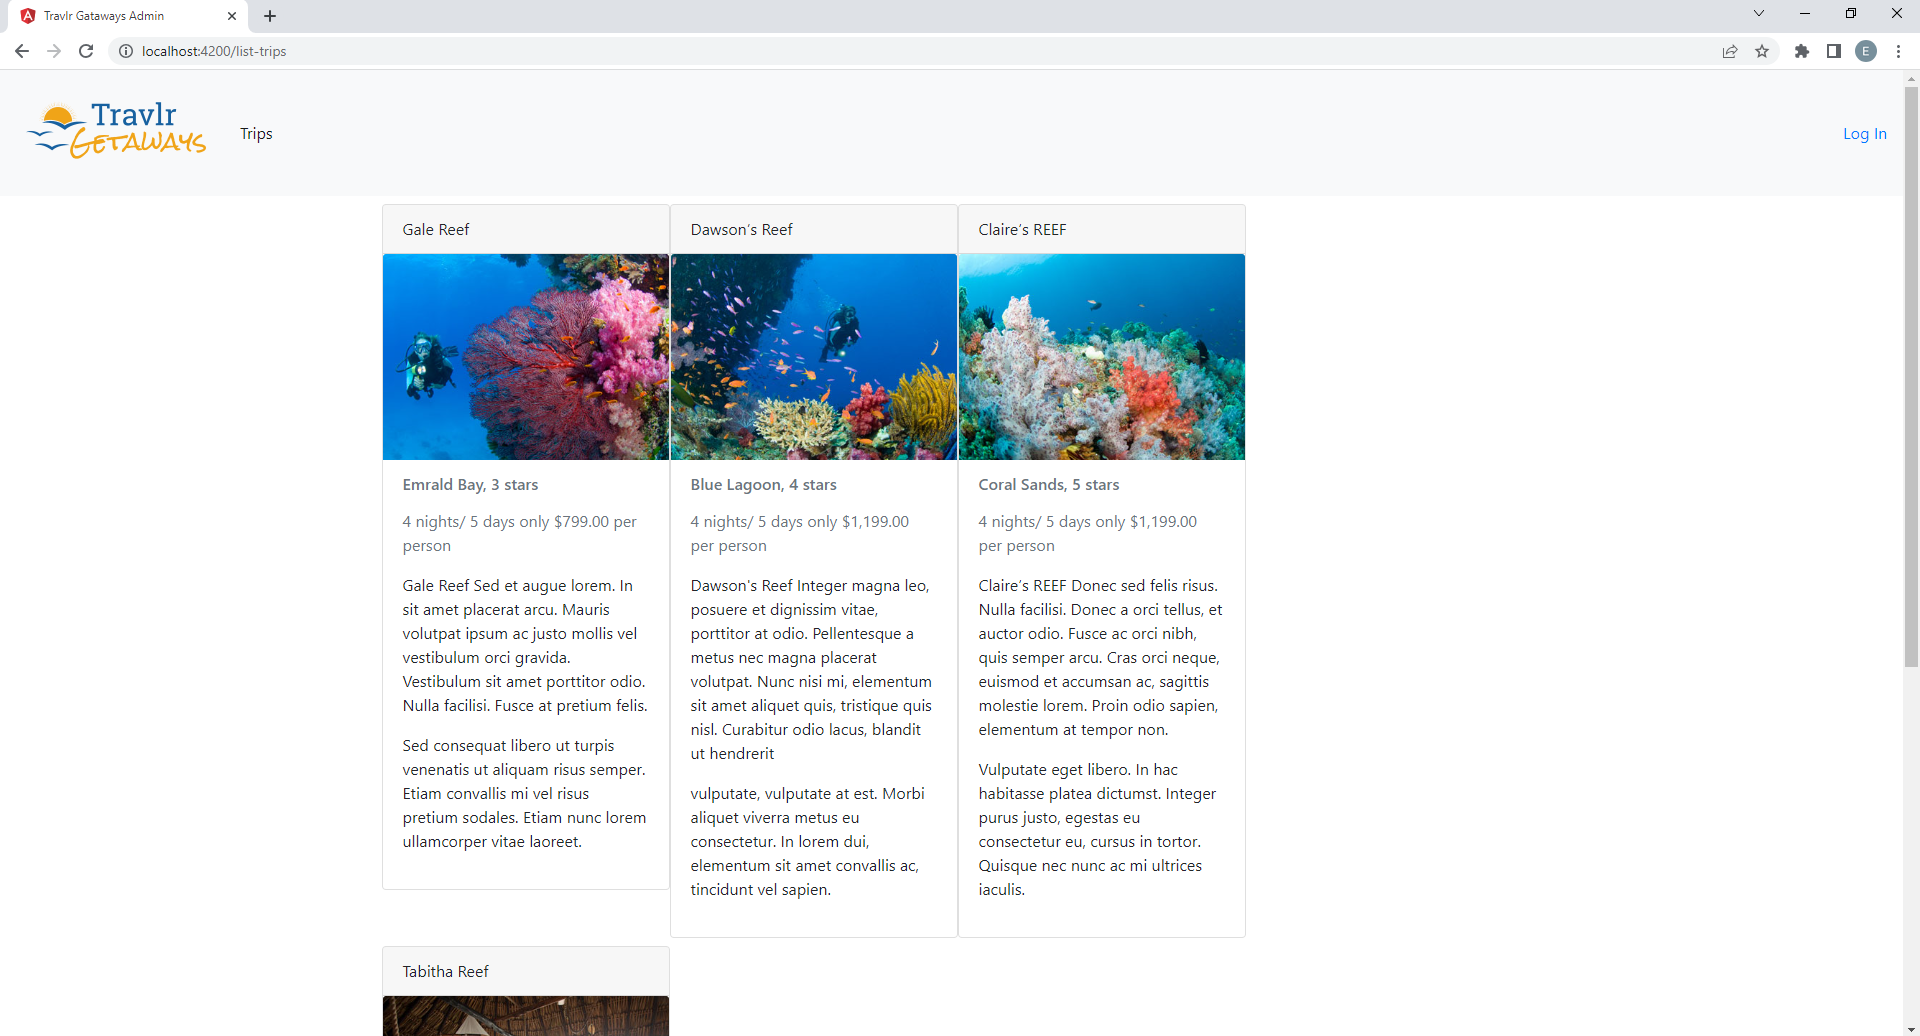 Travlr Gataways Admin
localhost:4200/list-trips
E
Travlr
GETAWAYS
Trips
Log In
Gale Reef
Emrald Bay, 3 stars
4 nights/ 5 days only $799.00 per
person
Gale Reef Sed et augue lorem. In
sit amet placerat arcu. Mauris
volutpat ipsum ac justo mollis vel
vestibulum orci gravida.
Vestibulum sit amet porttitor odio.
Nulla facilisi. Fusce at pretium felis.
Sed consequat libero ut turpis
venenatis ut aliquam risus semper.
Etiam convallis mi vel risus
pretium sodales. Etiam nunc lorem
ullamcorper vitae laoreet.
Dawson's Reef
Blue Lagoon, 4 stars
4 nights/ 5 days only $1,199.00
per person
Dawson's Reef Integer magna leo,
posuere et dignissim vitae,
porttitor at odio. Pellentesque a
metus nec magna placerat
volutpat. Nunc nisi mi, elementum
sit amet aliquet quis, tristique quis
nisl. Curabitur odio lacus, blandit
ut hendrerit
vulputate, vulputate at est. Morbi
aliquet viverra metus eu
consectetur. In lorem dui,
elementum sit amet convallis ac,
tincidunt vel sapien.
Claire's REEF
Coral Sands, 5 stars
4 nights/ 5 days only $1,199.00
per person
Claire's REEF Donec sed felis risus.
Nulla facilisi. Donec a orci tellus, et
auctor odio. Fusce ac orci nibh,
quis semper arcu. Cras orci neque,
euismod et accumsan ac, sagittis
molestie lorem. Proin odio sapien,
elementum at tempor non.
Vulputate eget libero. In hac
habitasse platea dictumst. Integer
purus justo, egestas eu
consectetur eu, cursus in tortor.
Quisque nec nunc ac mi ultrices
iaculis.
Tabitha Reef